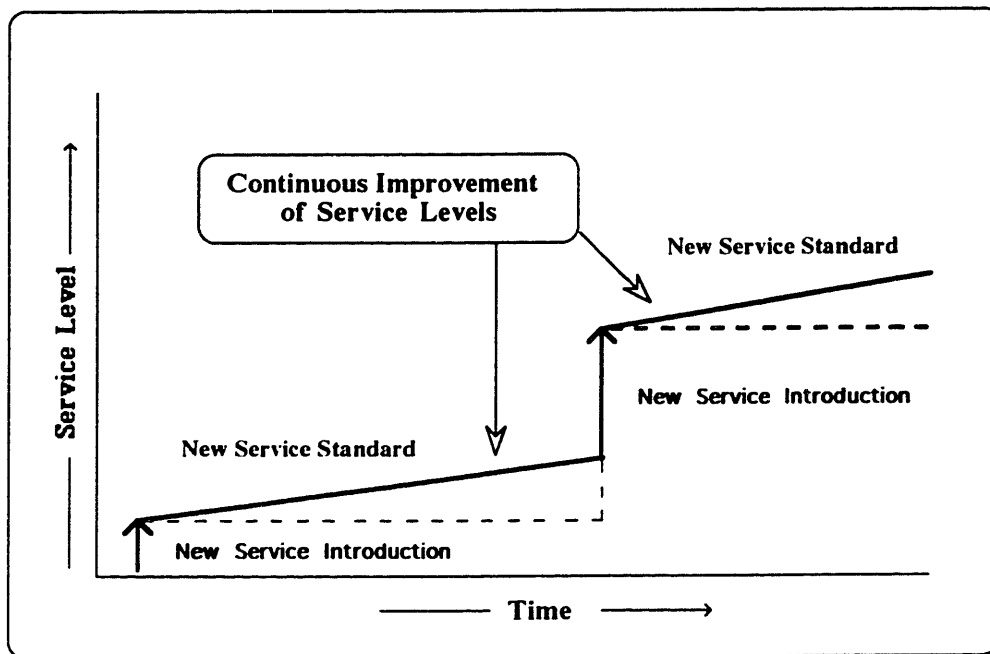 Continuous Improvement
of Service Levels
New Service Standard
Service Level
New Service Introduction
New Service Standard
New Service Introduction
Time